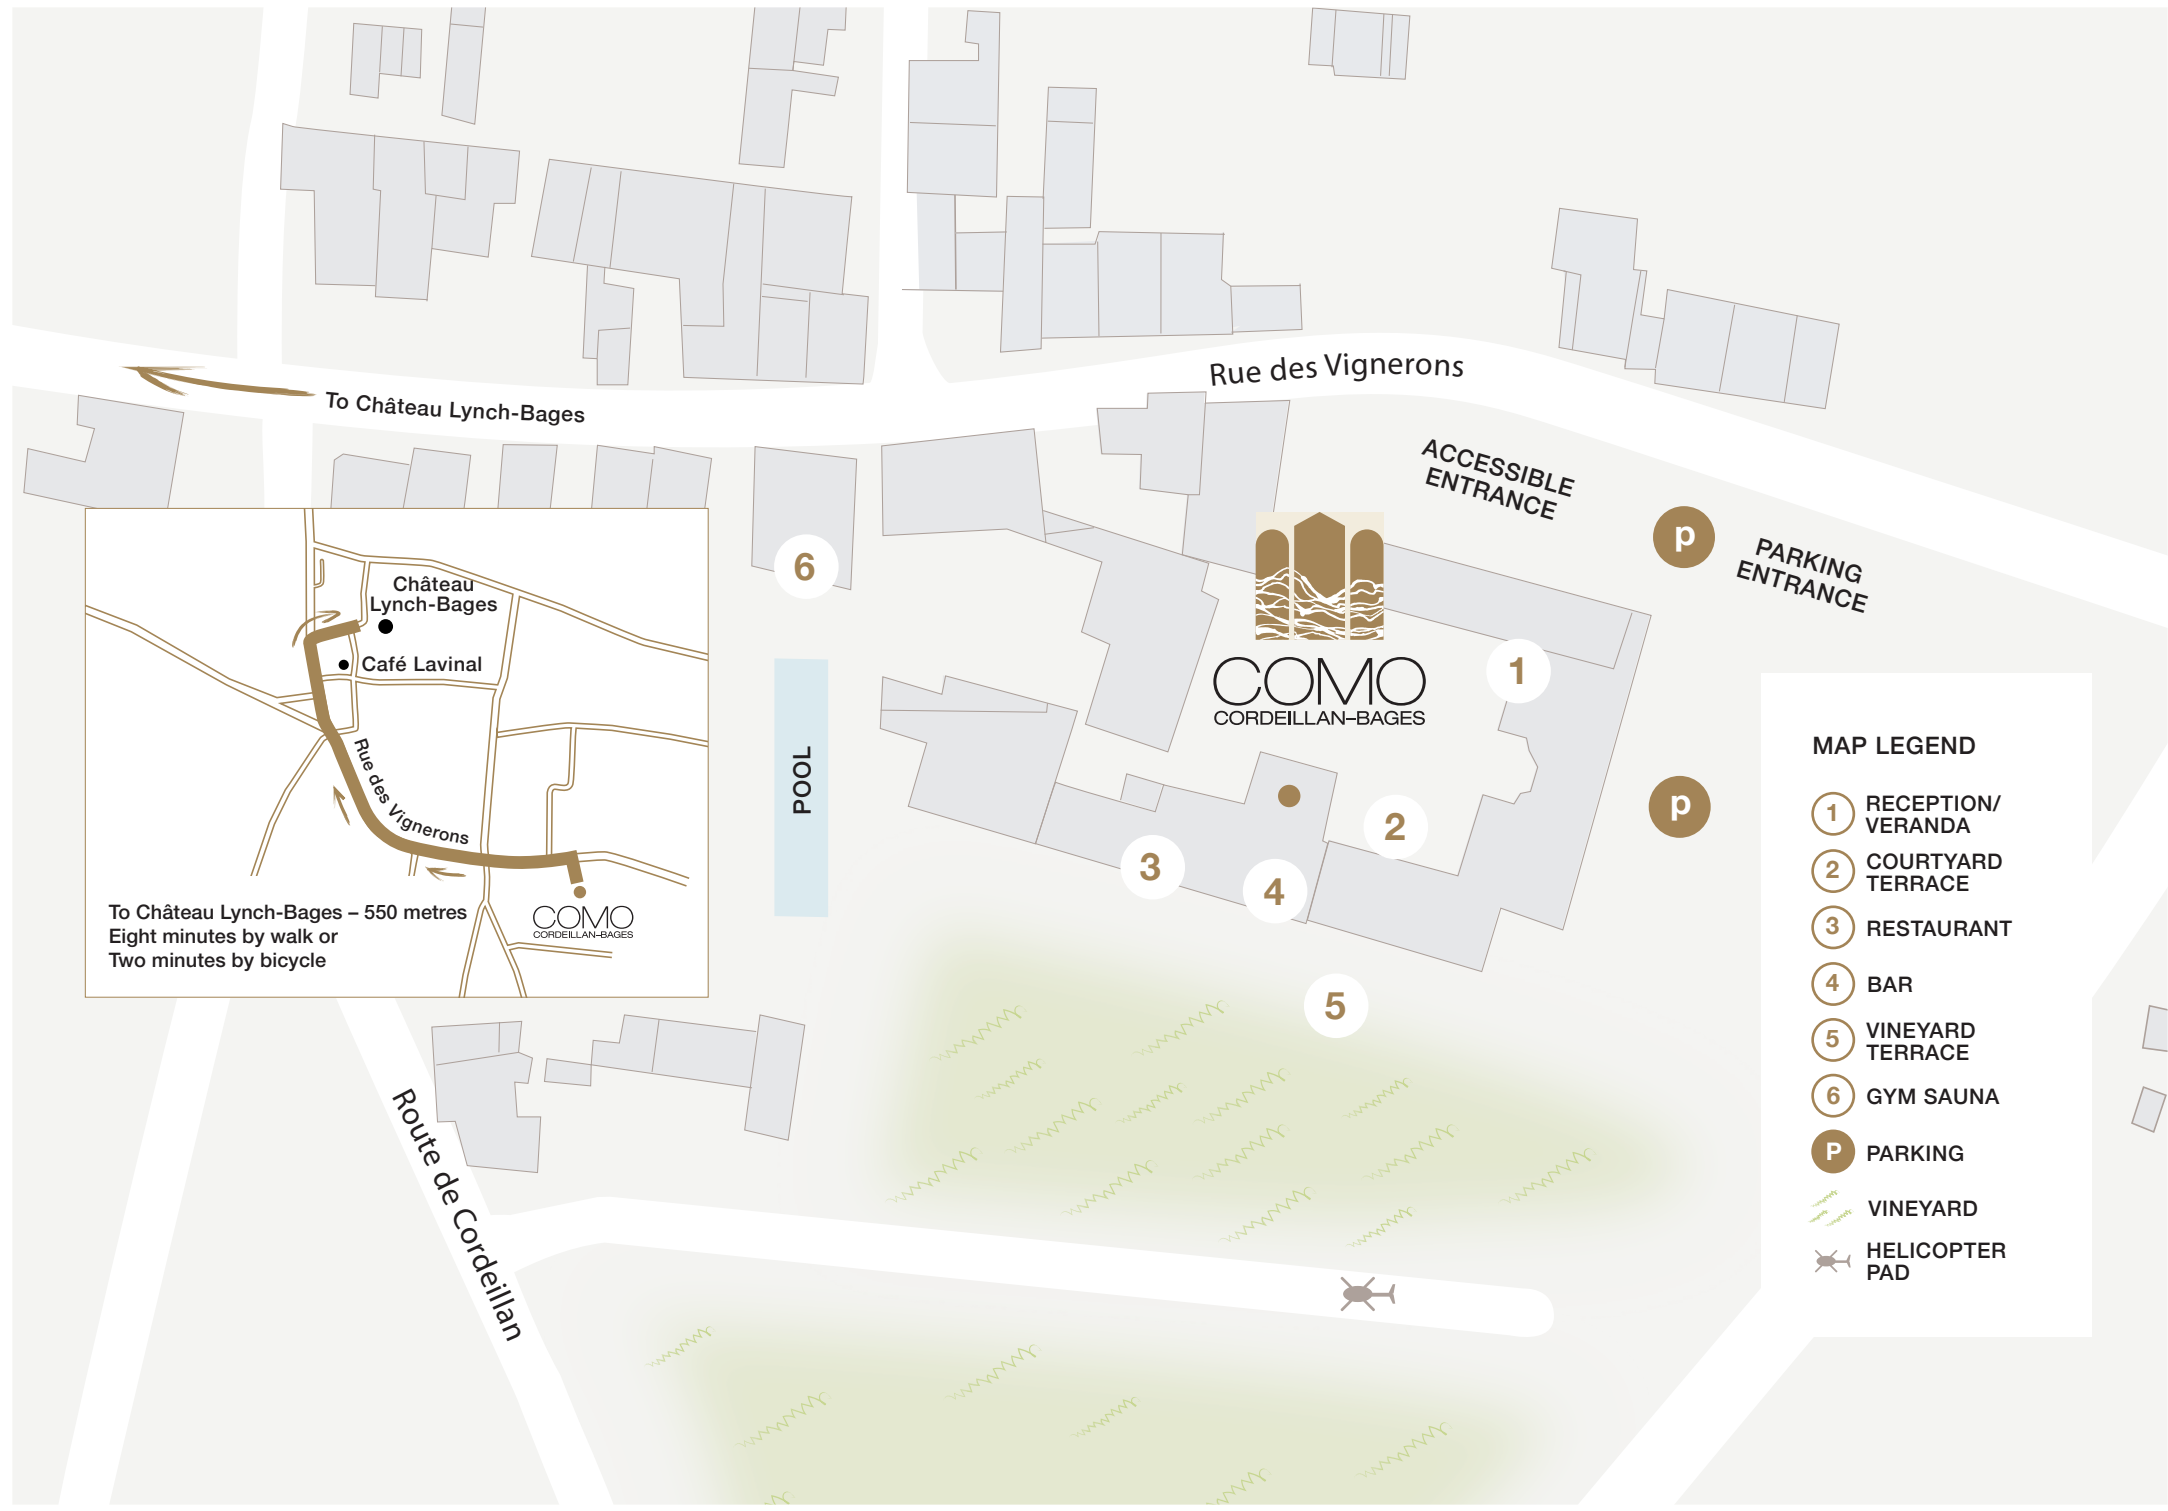 Rue des Vignerons
To Château Lynch-Bages
ACCESSIBLE
ENTRANCE
p
PARKING
ENTRANCE
6
COMO
CORDEILLAN–BAGES
1
POOL
2
3
4
5
p
Château
Lynch-Bages
Café Lavinal
Rue des Vignerons
To Château Lynch-Bages – 550 metres
Eight minutes by walk or
Two minutes by bicycle
COMO
CORDEILLAN–BAGES
Route de Cordeillan
MAP LEGEND
1 RECEPTION/
VERANDA
2 COURTYARD
TERRACE
3 RESTAURANT
4 BAR
5 VINEYARD
TERRACE
6 GYM SAUNA
P PARKING
VINEYARD
HELICOPTER
PAD